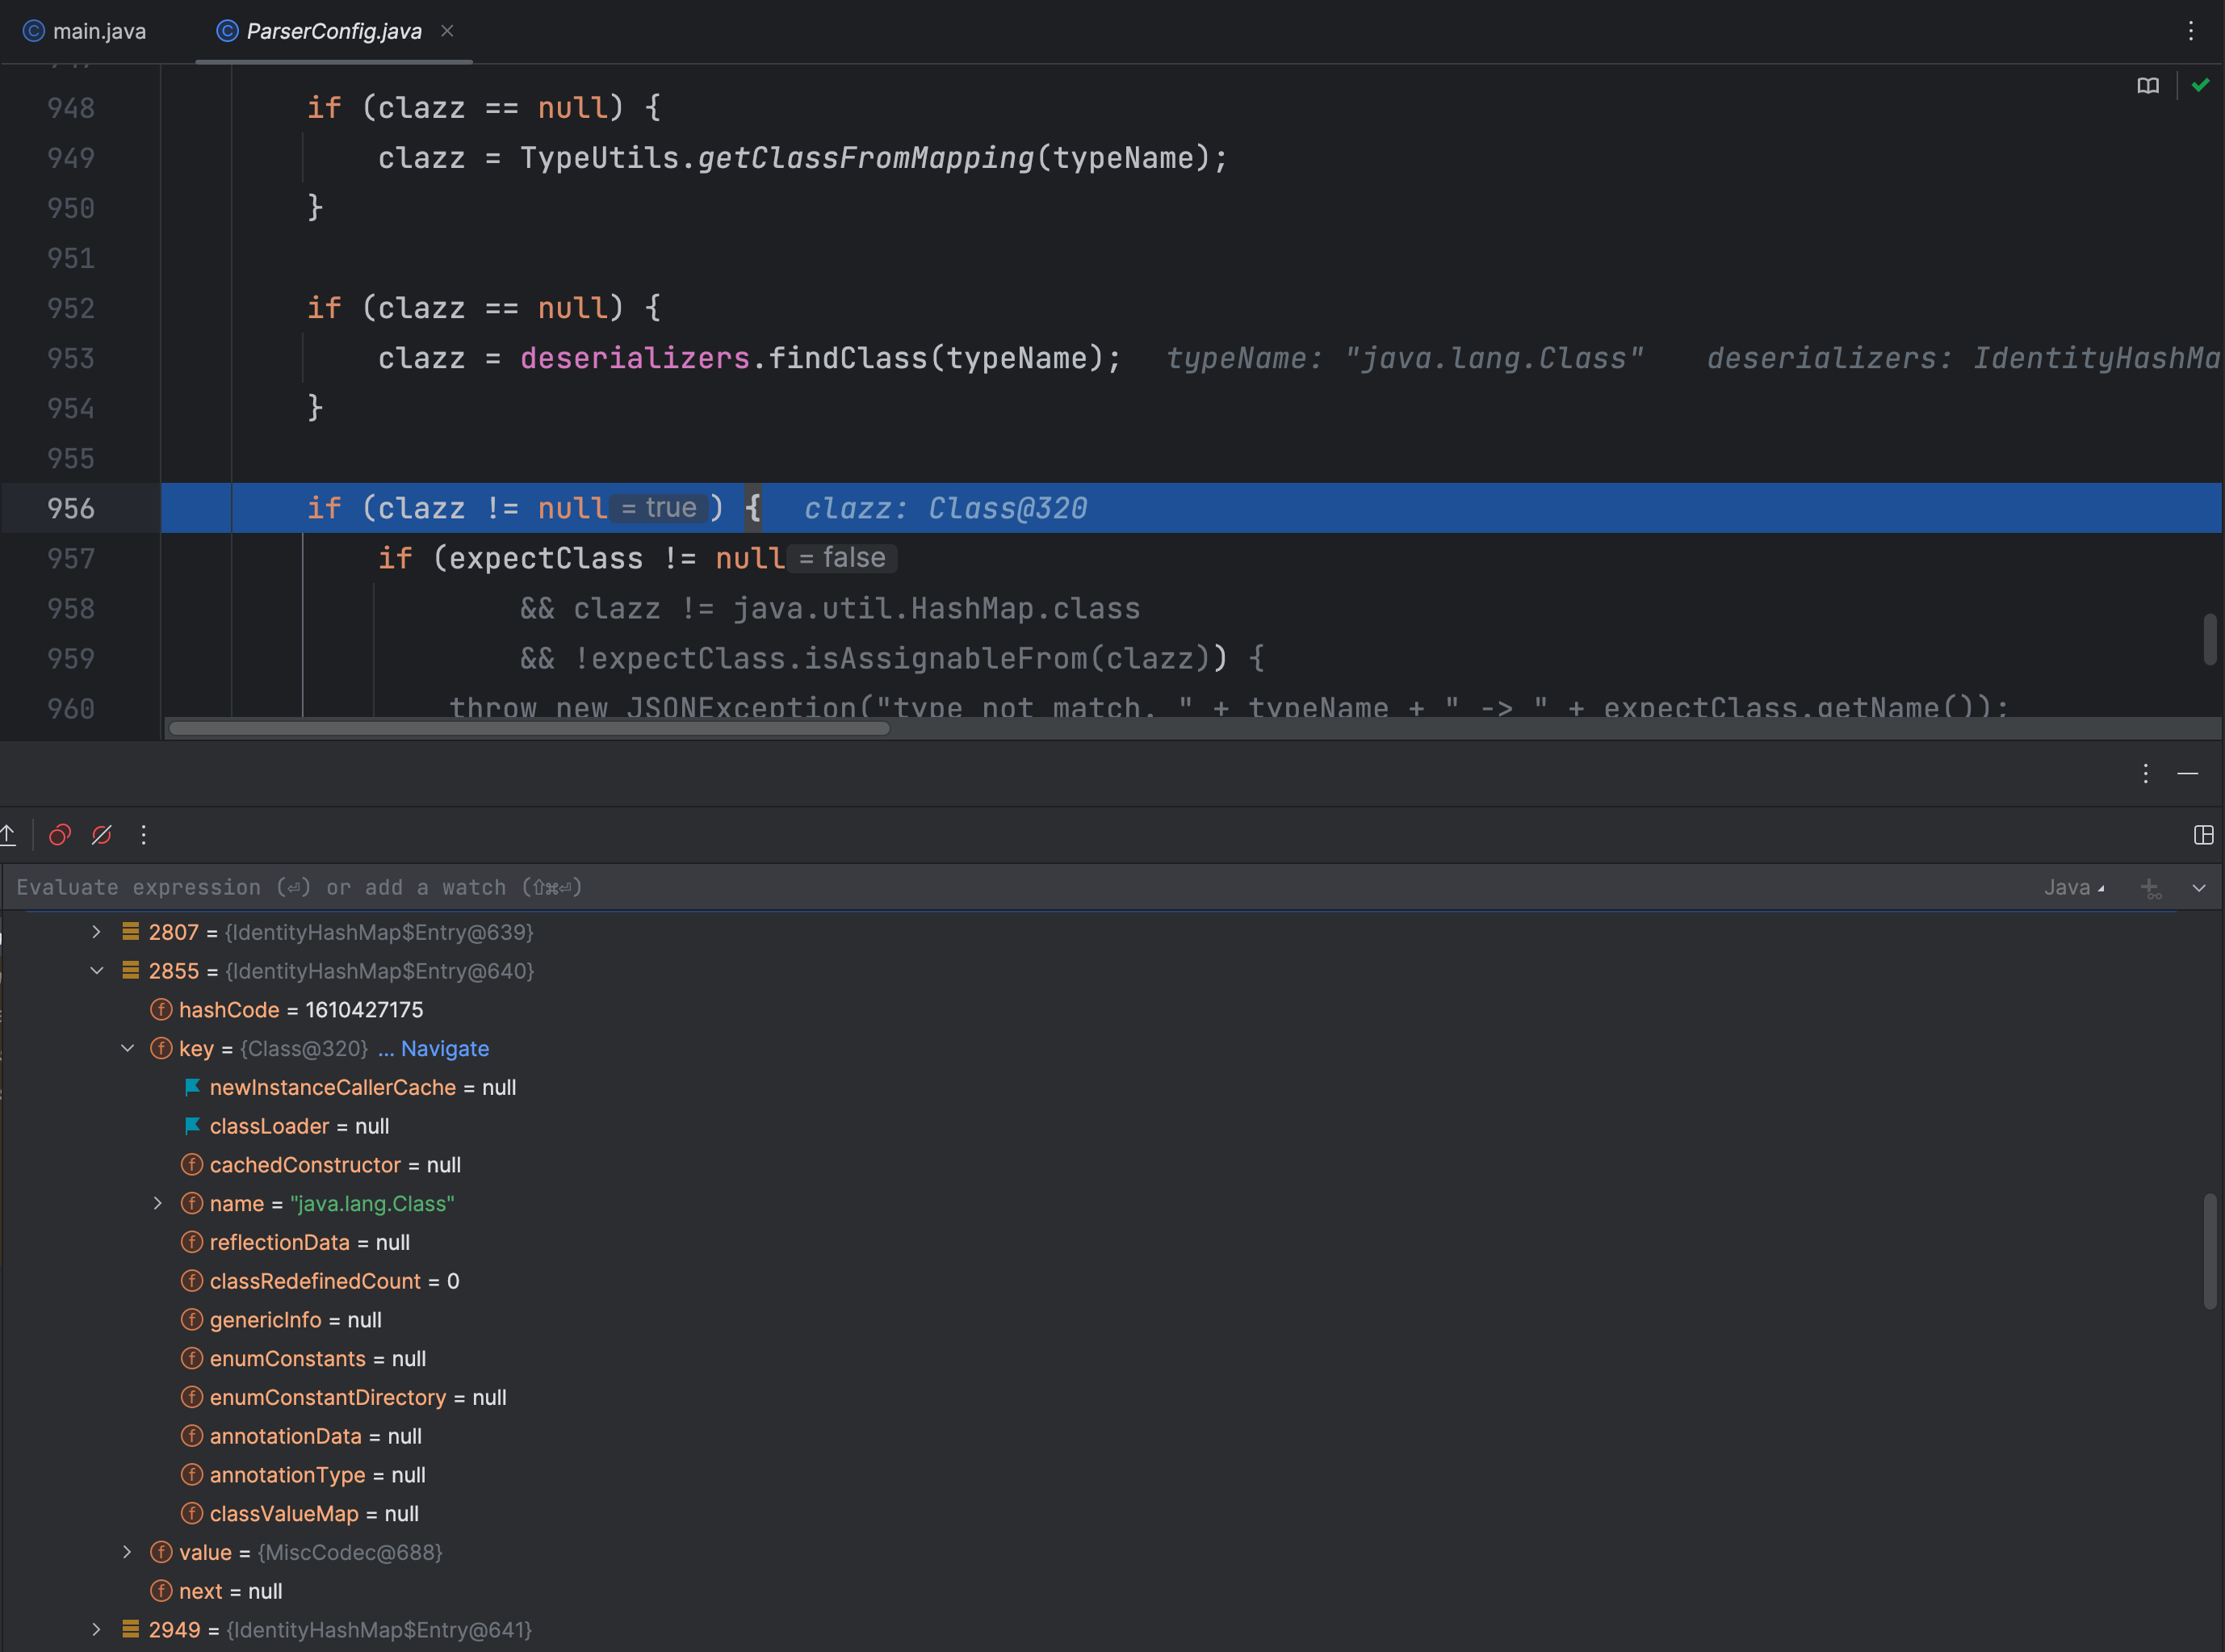 main.java
ParserConfig.java
948 if (clazz == null) {
949 clazz = TypeUtils.getClassFromMapping(typeName);
950 }
951
952 if (clazz == null) {
953 clazz = deserializers.findClass(typeName); typeName: "java.lang.Class" deserializers: IdentityHashMa
954 }
955
956 if (clazz != null = true ) { clazz: Class@320
957 if (expectClass != null = false
958 && clazz != java.util.HashMap.class
959 && !expectClass.isAssignableFrom(clazz)) {
960 throw new JSONException("type not match. " + typeName + " -> " + expectClass.getName());
Evaluate expression (⏎) or add a watch (⇧⌘⏎) Java
2807 = {IdentityHashMap$Entry@639}
2855 = {IdentityHashMap$Entry@640}
hashCode = 1610427175
key = {Class@320} ... Navigate
newInstanceCallerCache = null
classLoader = null
cachedConstructor = null
name = "java.lang.Class"
reflectionData = null
classRedefinedCount = 0
genericInfo = null
enumConstants = null
enumConstantDirectory = null
annotationData = null
annotationType = null
classValueMap = null
value = {MiscCodec@688}
next = null
2949 = {IdentityHashMap$Entry@641}